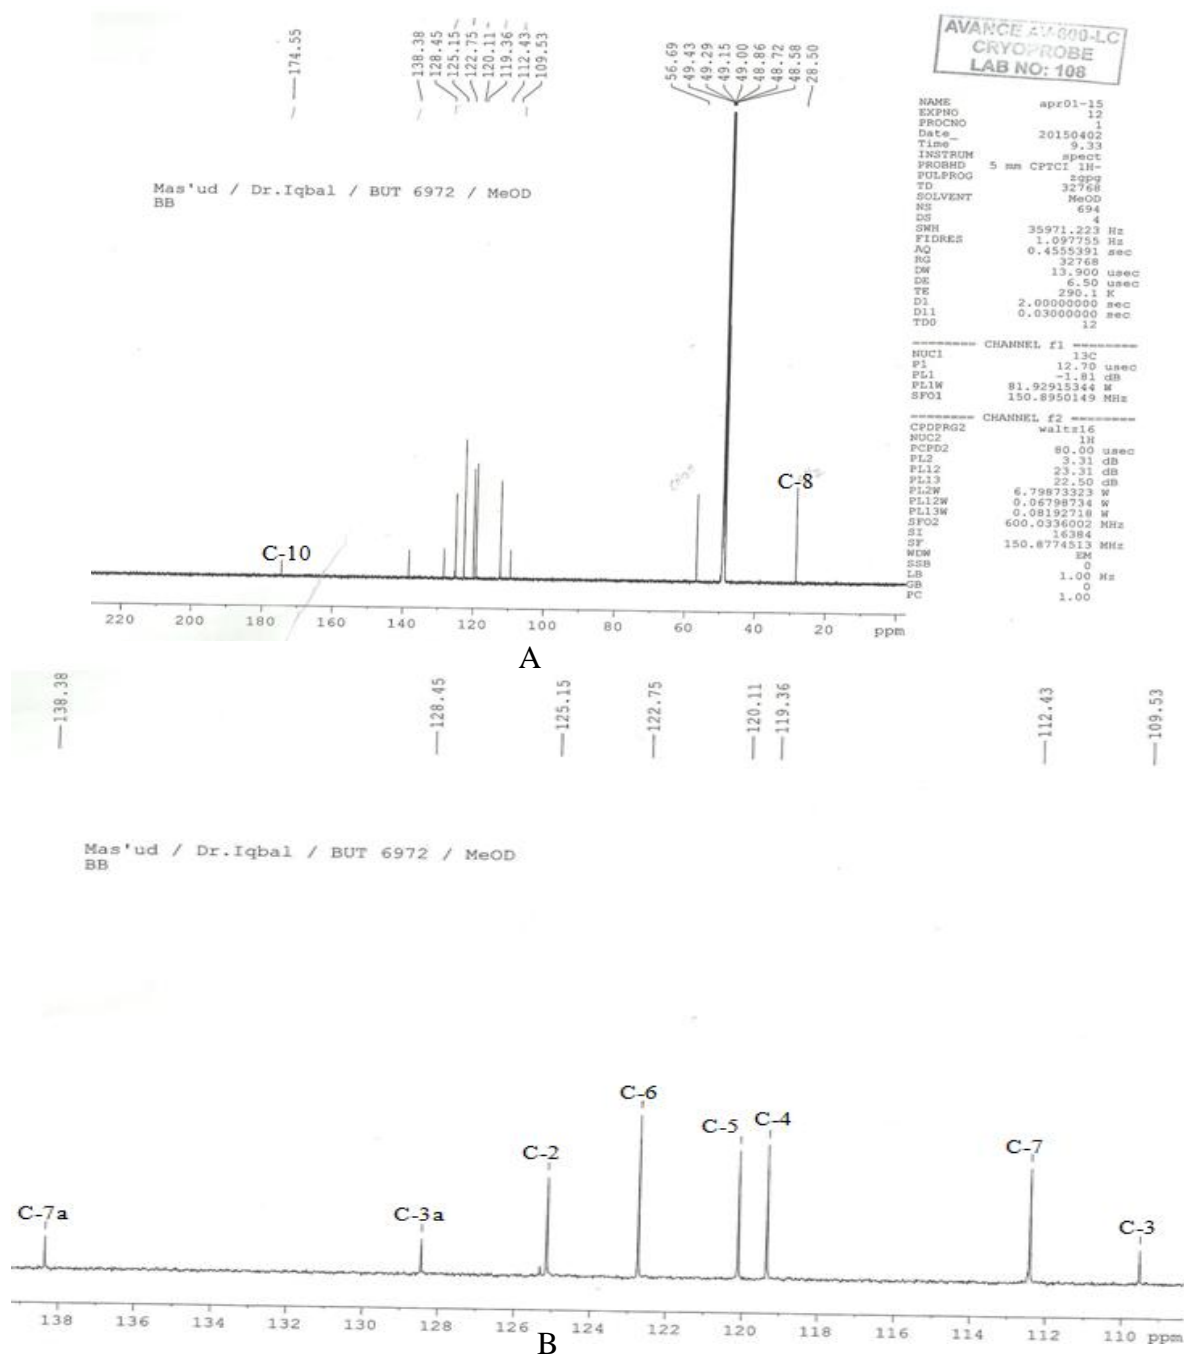 174.55
138.38
128.45
125.15
122.75
120.11
119.36
112.43
109.53
56.69
49.43
49.29
49.15
49.00
48.86
48.72
48.58
28.50
AVANCE AV-600-LC
CRYOPROBE
LAB NO: 108
Mas'ud / Dr.Iqbal / BUT 6972 / MeOD
BB
NAME apr01-15
EXPNO 12
PROCNO 1
Date_ 20150402
Time 9.33
INSTRUM spect
PROBHD 5 mm CPTCI 1H-
PULPROG zgpg
TD 32768
SOLVENT MeOD
NS 694
DS 4
SWH 35971.223 Hz
FIDRES 1.097755 Hz
AQ 0.4555391 sec
RG 32768
DW 13.900 usec
DE 6.50 usec
TE 290.1 K
D1 2.00000000 sec
D11 0.03000000 sec
TD0 12
======== CHANNEL f1 ========
NUC1 13C
P1 12.70 usec
PL1 -1.81 dB
PL1W 81.92915344 W
SFO1 150.8950149 MHz
======== CHANNEL f2 ========
CPDPRG2 waltz16
NUC2 1H
PCPD2 80.00 usec
PL2 3.31 dB
PL12 23.31 dB
PL13 22.50 dB
PL2W 6.79873323 W
PL12W 0.06798734 W
PL13W 0.08192718 W
SFO2 600.0336002 MHz
SI 16384
SF 150.8774513 MHz
WDW EM
SSB 0
LB 1.00 Hz
GB 0
PC 1.00
C-8
C-10
220 200 180 160 140 120 100 80 60 40 20 ppm
A
138.38
128.45
125.15
122.75
120.11
119.36
112.43
109.53
Mas'ud / Dr.Iqbal / BUT 6972 / MeOD
BB
C-7a C-3a C-2 C-6 C-5 C-4 C-7 C-3
138 136 134 132 130 128 126 124 122 120 118 116 114 112 110 ppm
B